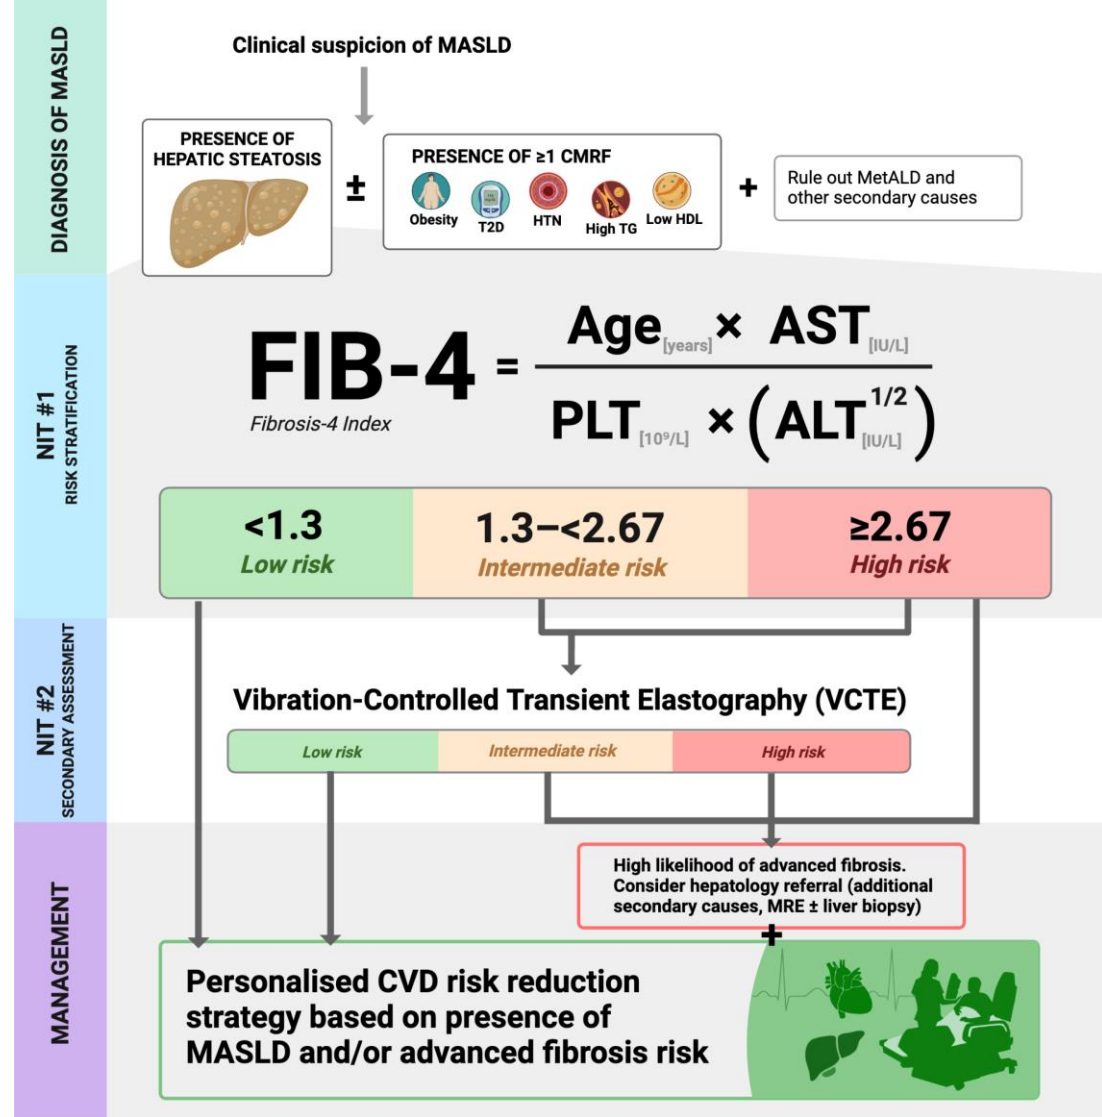 DIAGNOSIS OF MASLD
Clinical suspicion of MASLD
PRESENCE OF
HEPATIC STEATOSIS
±
PRESENCE OF ≥1 CMRF
Obesity
T2D
HTN
High TG
Low HDL
+
Rule out MetALD and
other secondary causes
NIT #1
RISK STRATIFICATION
FIB-4
Fibrosis-4 Index
=
Age[years] × AST[IU/L]
PLT[10⁹/L] × (ALT[IU/L]1/2)
<1.3
Low risk
1.3–<2.67
Intermediate risk
≥2.67
High risk
NIT #2
SECONDARY ASSESSMENT
Vibration-Controlled Transient Elastography (VCTE)
Low risk
Intermediate risk
High risk
MANAGEMENT
High likelihood of advanced fibrosis.
Consider hepatology referral (additional
secondary causes, MRE ± liver biopsy)
+
Personalised CVD risk reduction
strategy based on presence of
MASLD and/or advanced fibrosis risk